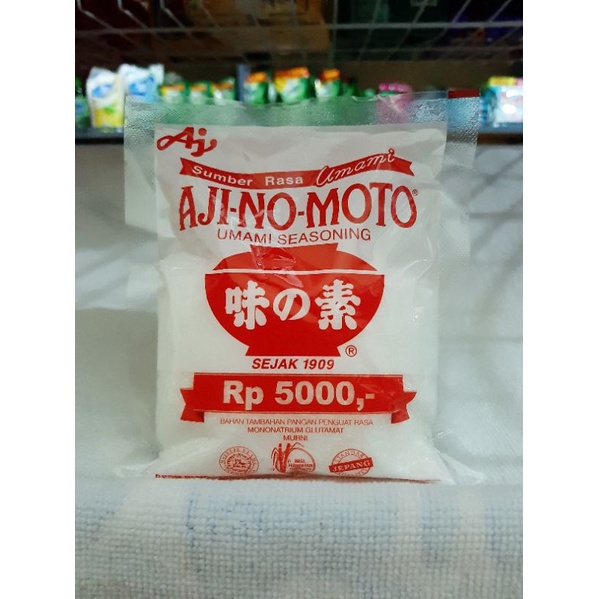 Aj
Sumber Rasa Umami
AJI-NO-MOTO®
UMAMI SEASONING
味の素
®
SEJAK 1909
Rp 5000,-
BAHAN TAMBAHAN PANGAN PENGUAT RASA
MONONATRIUM GLUTAMAT
MURNI
JEPANG